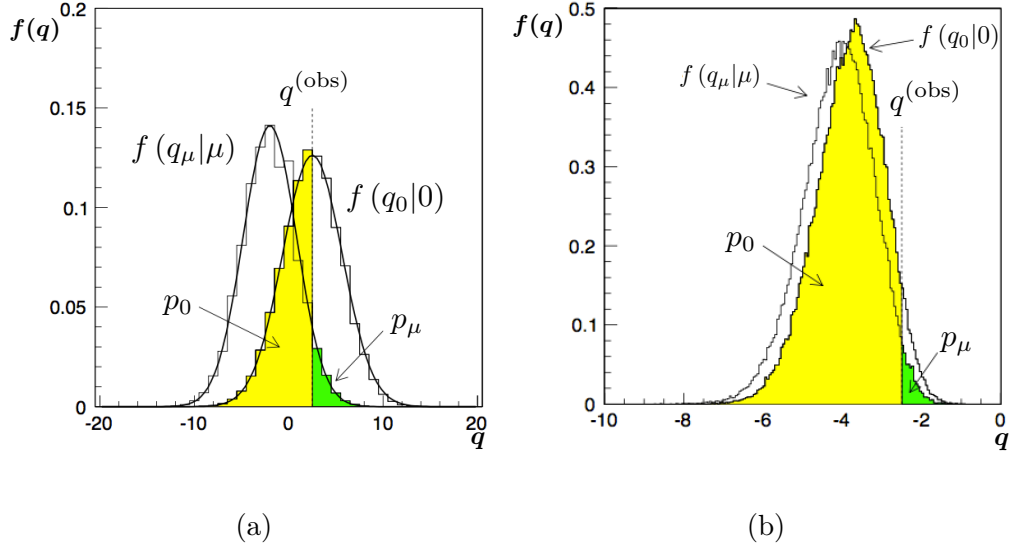 f(q)
0.2
0.15
0.1
0.05
0
-20
-10
0
10
20
q
q^(obs)
f (q_μ|μ)
f (q_0|0)
p_0
p_μ
(a)
f(q)
0.5
0.4
0.3
0.2
0.1
0
-10
-8
-6
-4
-2
0
q
f (q_0|0)
f (q_μ|μ)
q^(obs)
p_0
p_μ
(b)